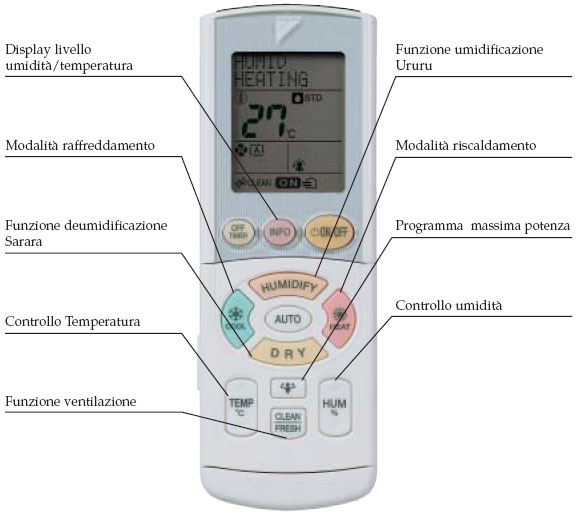 Display livello
umidità/temperatura
Modalità raffreddamento
Funzione deumidificazione
Sarara
Controllo Temperatura
Funzione ventilazione
Funzione umidificazione
Ururu
Modalità riscaldamento
Programma massima potenza
Controllo umidità
HUMID
HEATING
STD
27°C
A
CLEAN ON
OFF
TIMER
INFO
ON/OFF
HUMIDIFY
COOL
AUTO
HEAT
DRY
TEMP
°C
CLEAN
FRESH
HUM
%